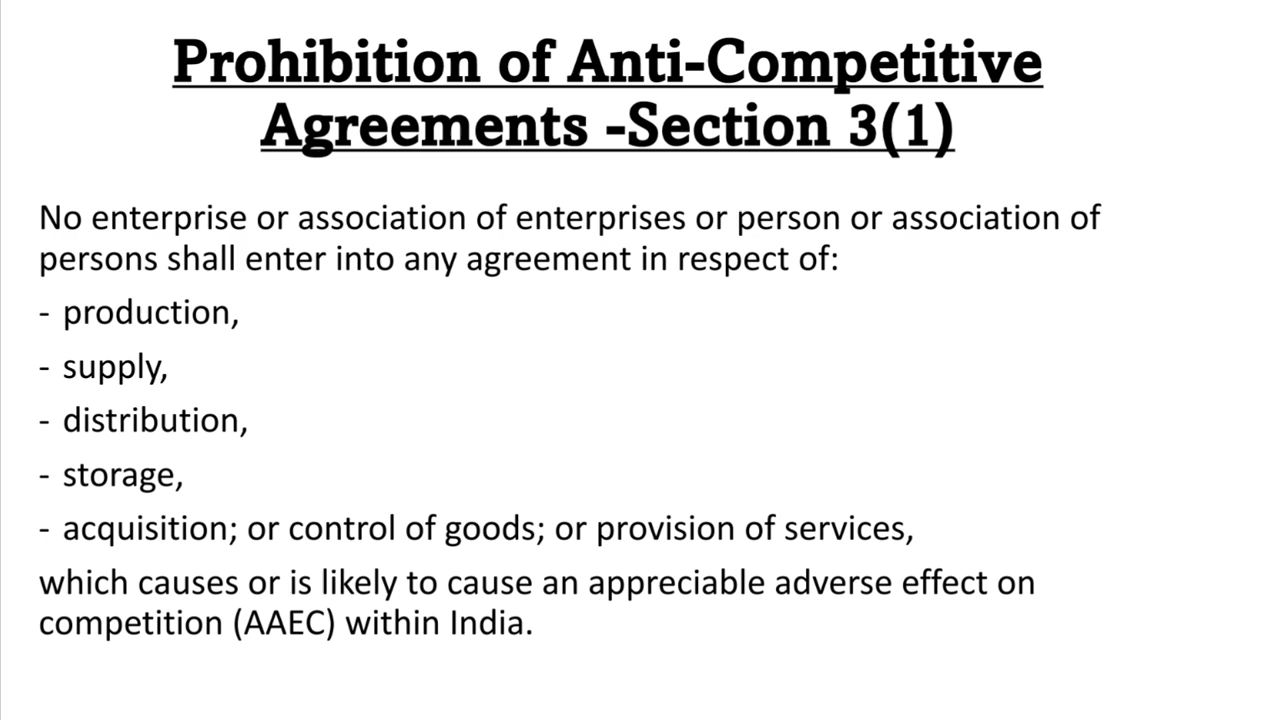 Prohibition of Anti-Competitive
Agreements -Section 3(1)
No enterprise or association of enterprises or person or association of
persons shall enter into any agreement in respect of:
- production,
- supply,
- distribution,
- storage,
- acquisition; or control of goods; or provision of services,
which causes or is likely to cause an appreciable adverse effect on
competition (AAEC) within India.